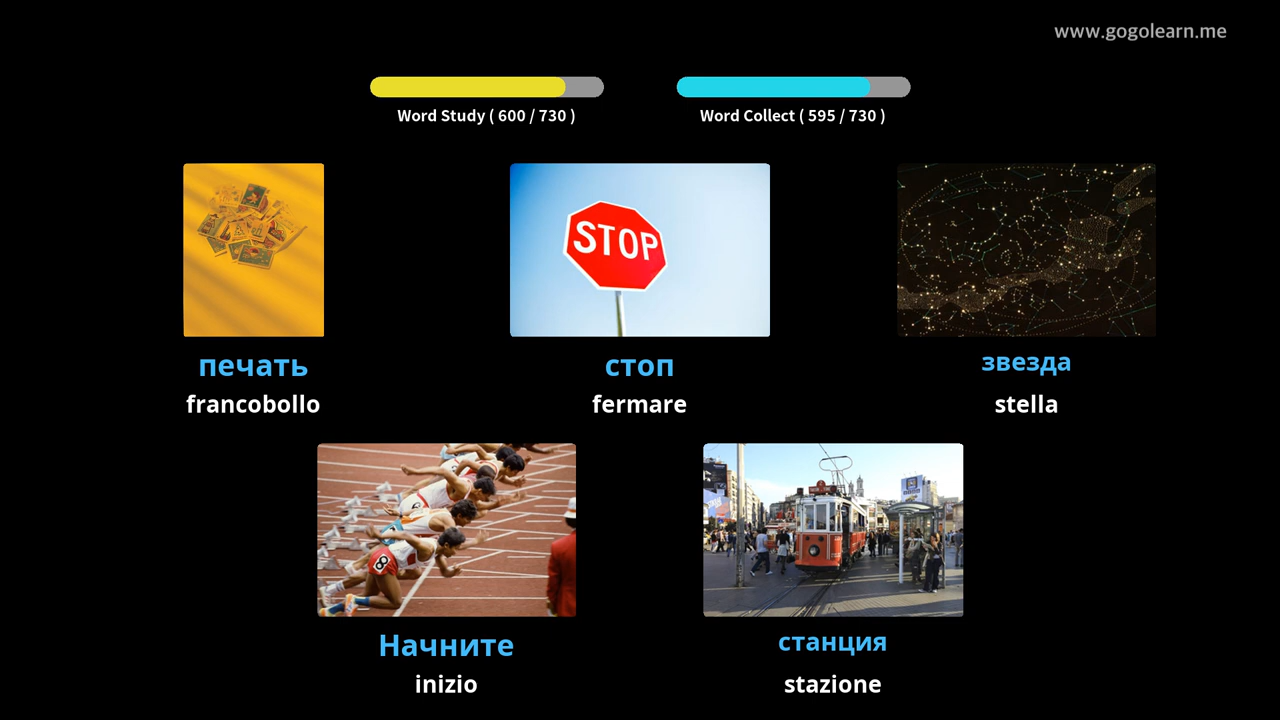 www.gogolearn.me
Word Study ( 600 / 730 )
Word Collect ( 595 / 730 )
STOP
печать
стоп
звезда
francobollo
fermare
stella
8
Начните
станция
inizio
stazione